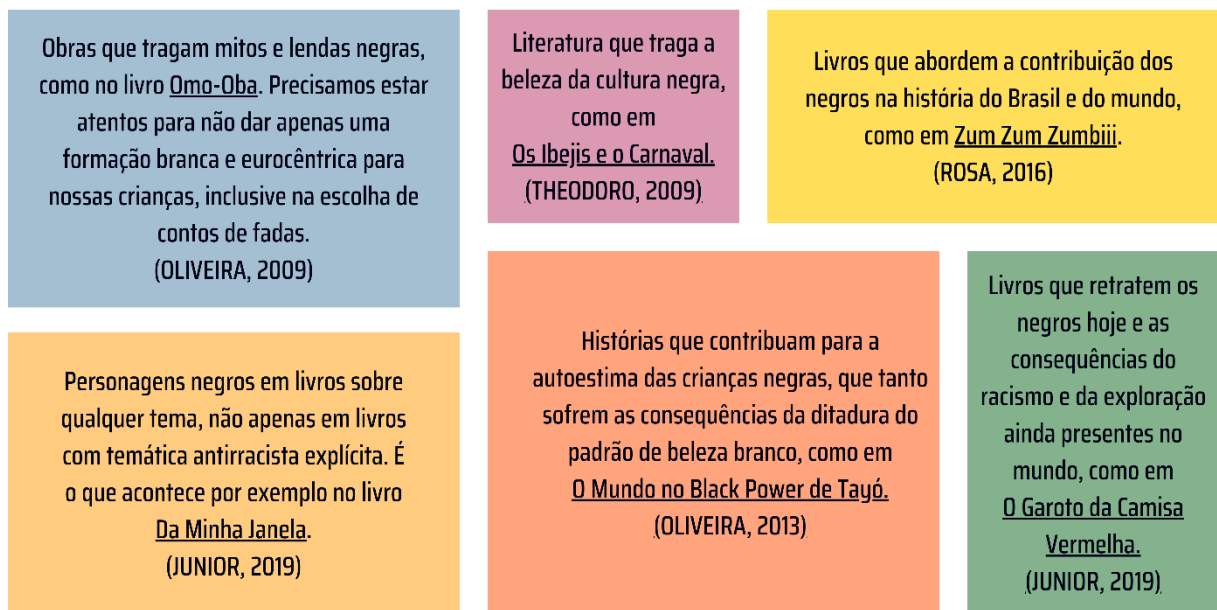 Obras que tragam mitos e lendas negras,
como no livro Omo-Oba. Precisamos estar
atentos para não dar apenas uma
formação branca e eurocêntrica para
nossas crianças, inclusive na escolha de
contos de fadas.
(OLIVEIRA, 2009)
Literatura que traga a
beleza da cultura negra,
como em
Os Ibejis e o Carnaval.
(THEODORO, 2009)
Livros que abordem a contribuição dos
negros na história do Brasil e do mundo,
como em Zum Zum Zumbiii.
(ROSA, 2016)
Personagens negros em livros sobre
qualquer tema, não apenas em livros
com temática antirracista explícita. É
o que acontece por exemplo no livro
Da Minha Janela.
(JUNIOR, 2019)
Histórias que contribuam para a
autoestima das crianças negras, que tanto
sofrem as consequências da ditadura do
padrão de beleza branco, como em
O Mundo no Black Power de Tayó.
(OLIVEIRA, 2013)
Livros que retratem os
negros hoje e as
consequências do
racismo e da exploração
ainda presentes no
mundo, como em
O Garoto da Camisa
Vermelha.
(JUNIOR, 2019)